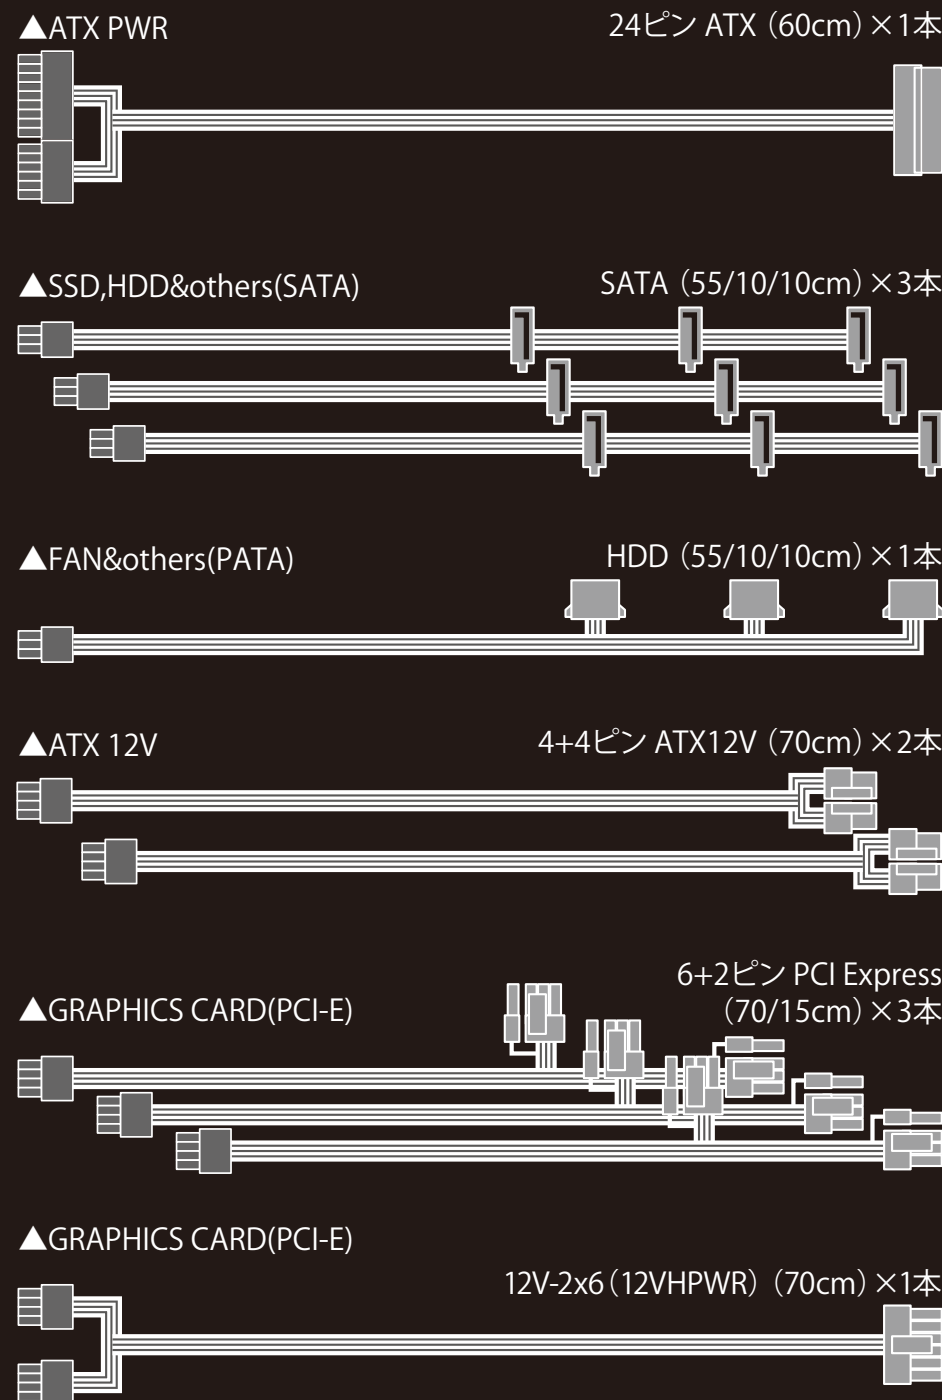 ▲ATX PWR
24ピン ATX（60cm）×1本
▲SSD,HDD&others(SATA)
SATA（55/10/10cm）×3本
▲FAN&others(PATA)
HDD（55/10/10cm）×1本
▲ATX 12V
4+4ピン ATX12V（70cm）×2本
6+2ピン PCI Express
▲GRAPHICS CARD(PCI-E)
（70/15cm）×3本
▲GRAPHICS CARD(PCI-E)
12V-2x6（12VHPWR）（70cm）×1本